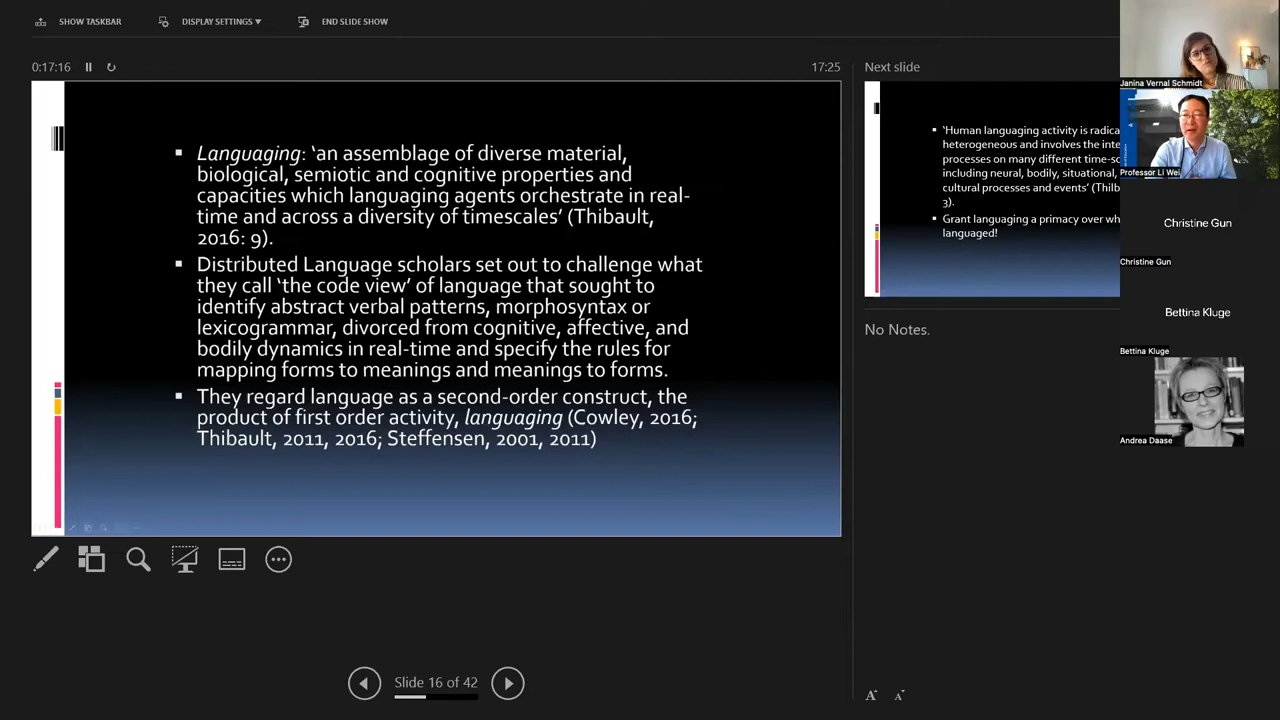 SHOW TASKBAR
DISPLAY SETTINGS ▼
END SLIDE SHOW
0:17:16
17:25
Next slide
Languaging: ‘an assemblage of diverse material,
biological, semiotic and cognitive properties and
capacities which languaging agents orchestrate in real-
time and across a diversity of timescales’ (Thibault,
2016: 9).
Distributed Language scholars set out to challenge what
they call ‘the code view’ of language that sought to
identify abstract verbal patterns, morphosyntax or
lexicogrammar, divorced from cognitive, affective, and
bodily dynamics in real-time and specify the rules for
mapping forms to meanings and meanings to forms.
They regard language as a second-order construct, the
product of first order activity, languaging (Cowley, 2016;
Thibault, 2011, 2016; Steffensen, 2001, 2011)
‘Human languaging activity is radica
heterogeneous and involves the inte
processes on many different time-sc
including neural, bodily, situational,
cultural processes and events’ (Thib
3).
Grant languaging a primacy over wh
languaged!
No Notes.
Slide 16 of 42
Janina Vernal Schmidt
Professor Li Wei
Christine Gun
Christine Gun
Bettina Kluge
Bettina Kluge
Andrea Daase